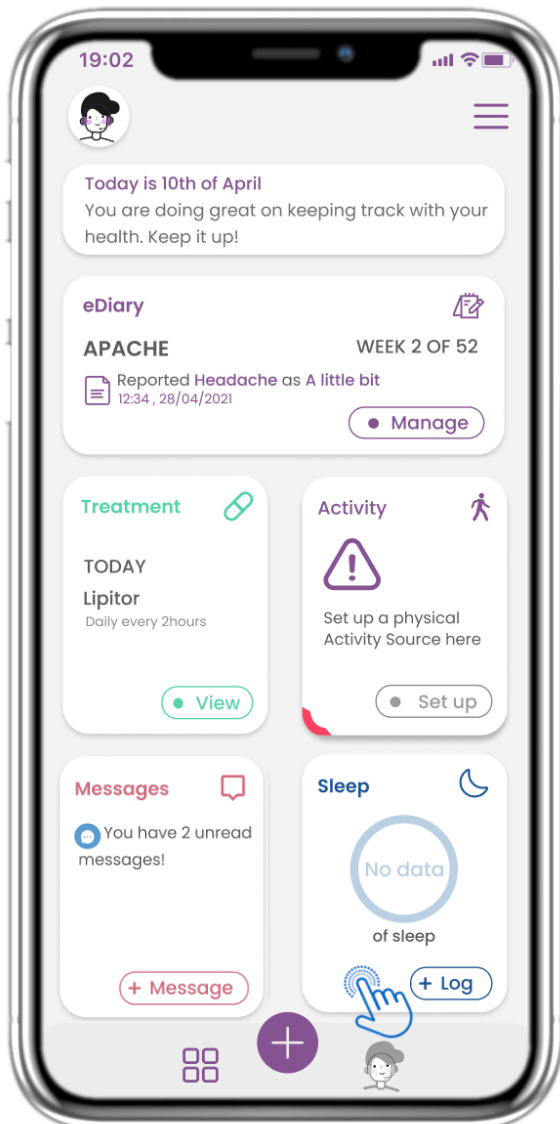 19:02
Today is 10th of April
You are doing great on keeping track with your
health. Keep it up!
eDiary
APACHE
WEEK 2 OF 52
Reported Headache as A little bit
12:34 , 28/04/2021
Manage
Treatment
TODAY
Lipitor
Daily every 2hours
View
Activity
Set up a physical
Activity Source here
Set up
Messages
You have 2 unread
messages!
+ Message
Sleep
No data
of sleep
+ Log